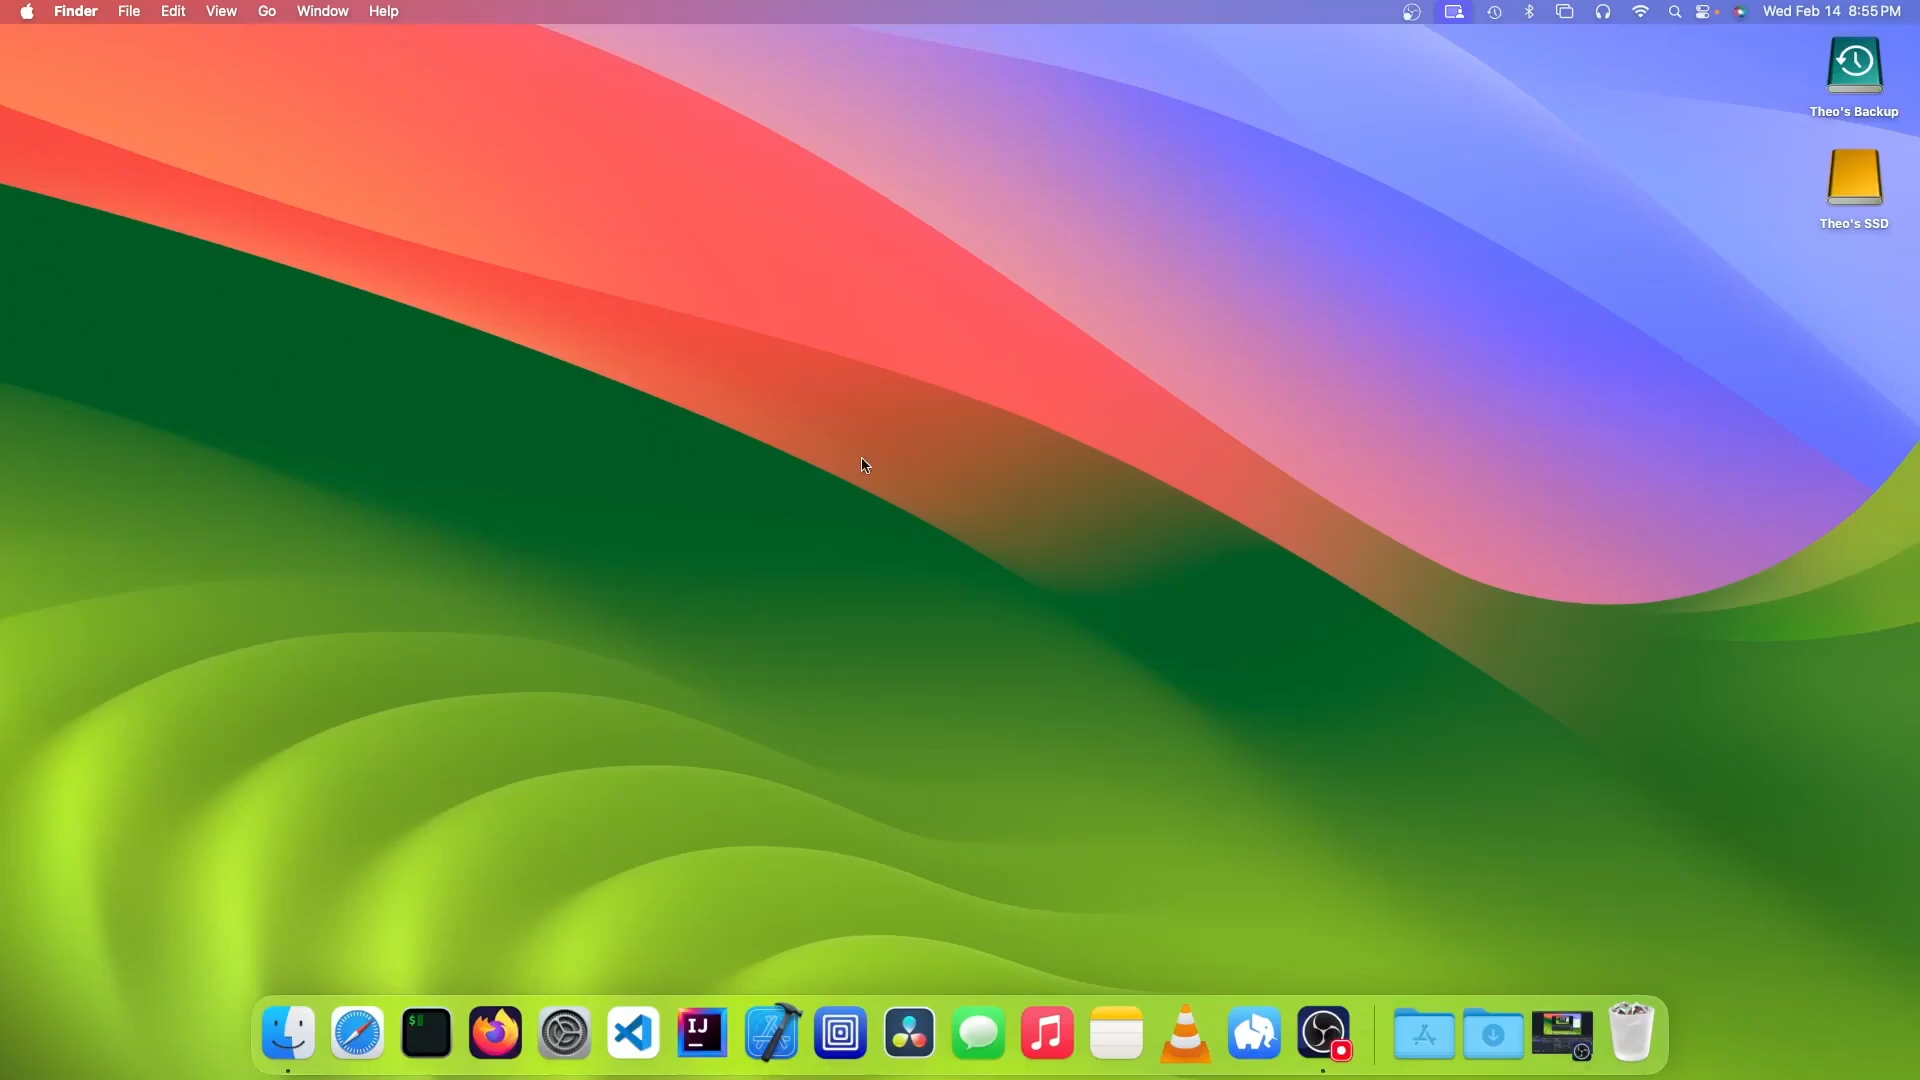 Finder File Edit View Go Window Help
Wed Feb 14 8:55 PM
Theo's Backup
Theo's SSD
$
IJ